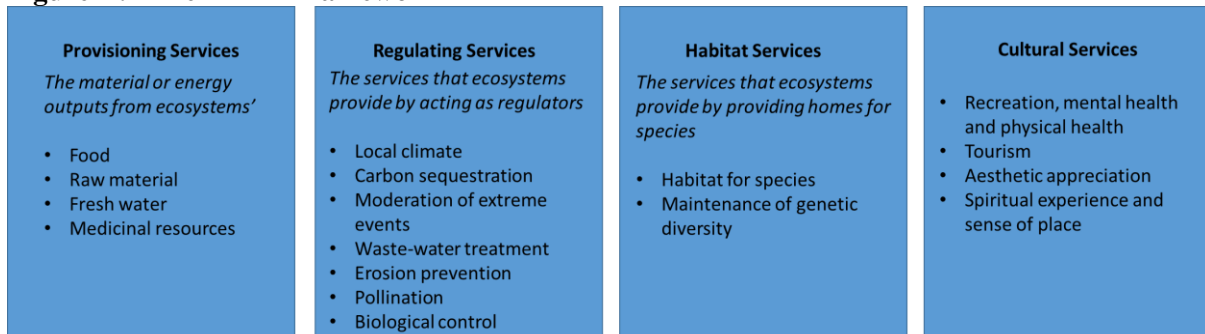 Provisioning Services
The material or energy
outputs from ecosystems’
• Food
• Raw material
• Fresh water
• Medicinal resources
Regulating Services
The services that ecosystems
provide by acting as regulators
• Local climate
• Carbon sequestration
• Moderation of extreme
events
• Waste-water treatment
• Erosion prevention
• Pollination
• Biological control
Habitat Services
The services that ecosystems
provide by providing homes for
species
• Habitat for species
• Maintenance of genetic
diversity
Cultural Services
• Recreation, mental health
and physical health
• Tourism
• Aesthetic appreciation
• Spiritual experience and
sense of place